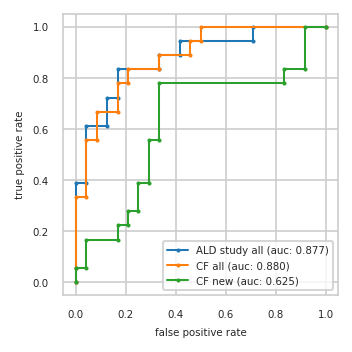 true positive rate
1.0
0.8
0.6
0.4
0.2
0.0
ALD study all (auc: 0.877)
CF all (auc: 0.880)
CF new (auc: 0.625)
0.0 0.2 0.4 0.6 0.8 1.0
false positive rate